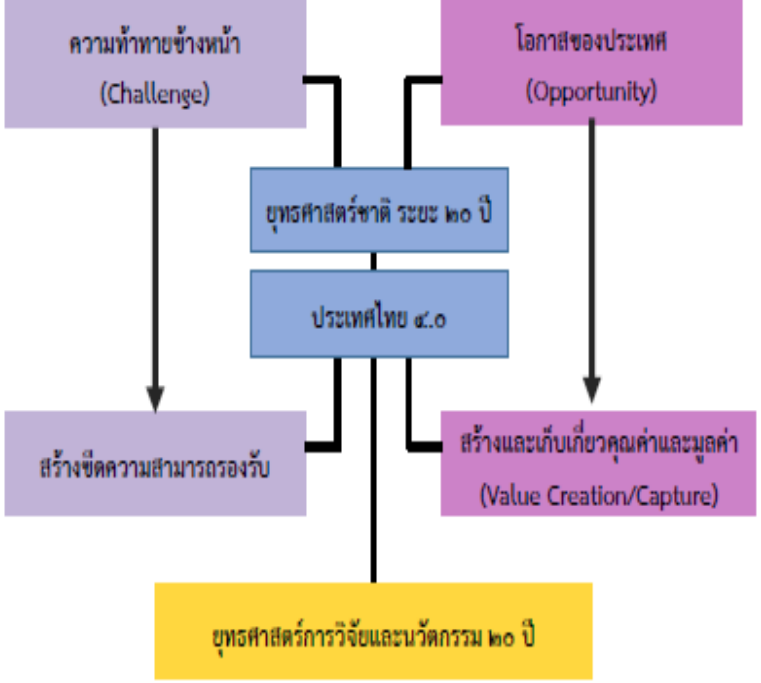 ความท้าทายข้างหน้า
(Challenge)
โอกาสของประเทศ
(Opportunity)
ยุทธศาสตร์ชาติ ระยะ ๒๐ ปี
ประเทศไทย ๔.๐
สร้างขีดความสามารถรองรับ
สร้างและเก็บเกี่ยวคุณค่าและมูลค่า
(Value Creation/Capture)
ยุทธศาสตร์การวิจัยและนวัตกรรม ๒๐ ปี